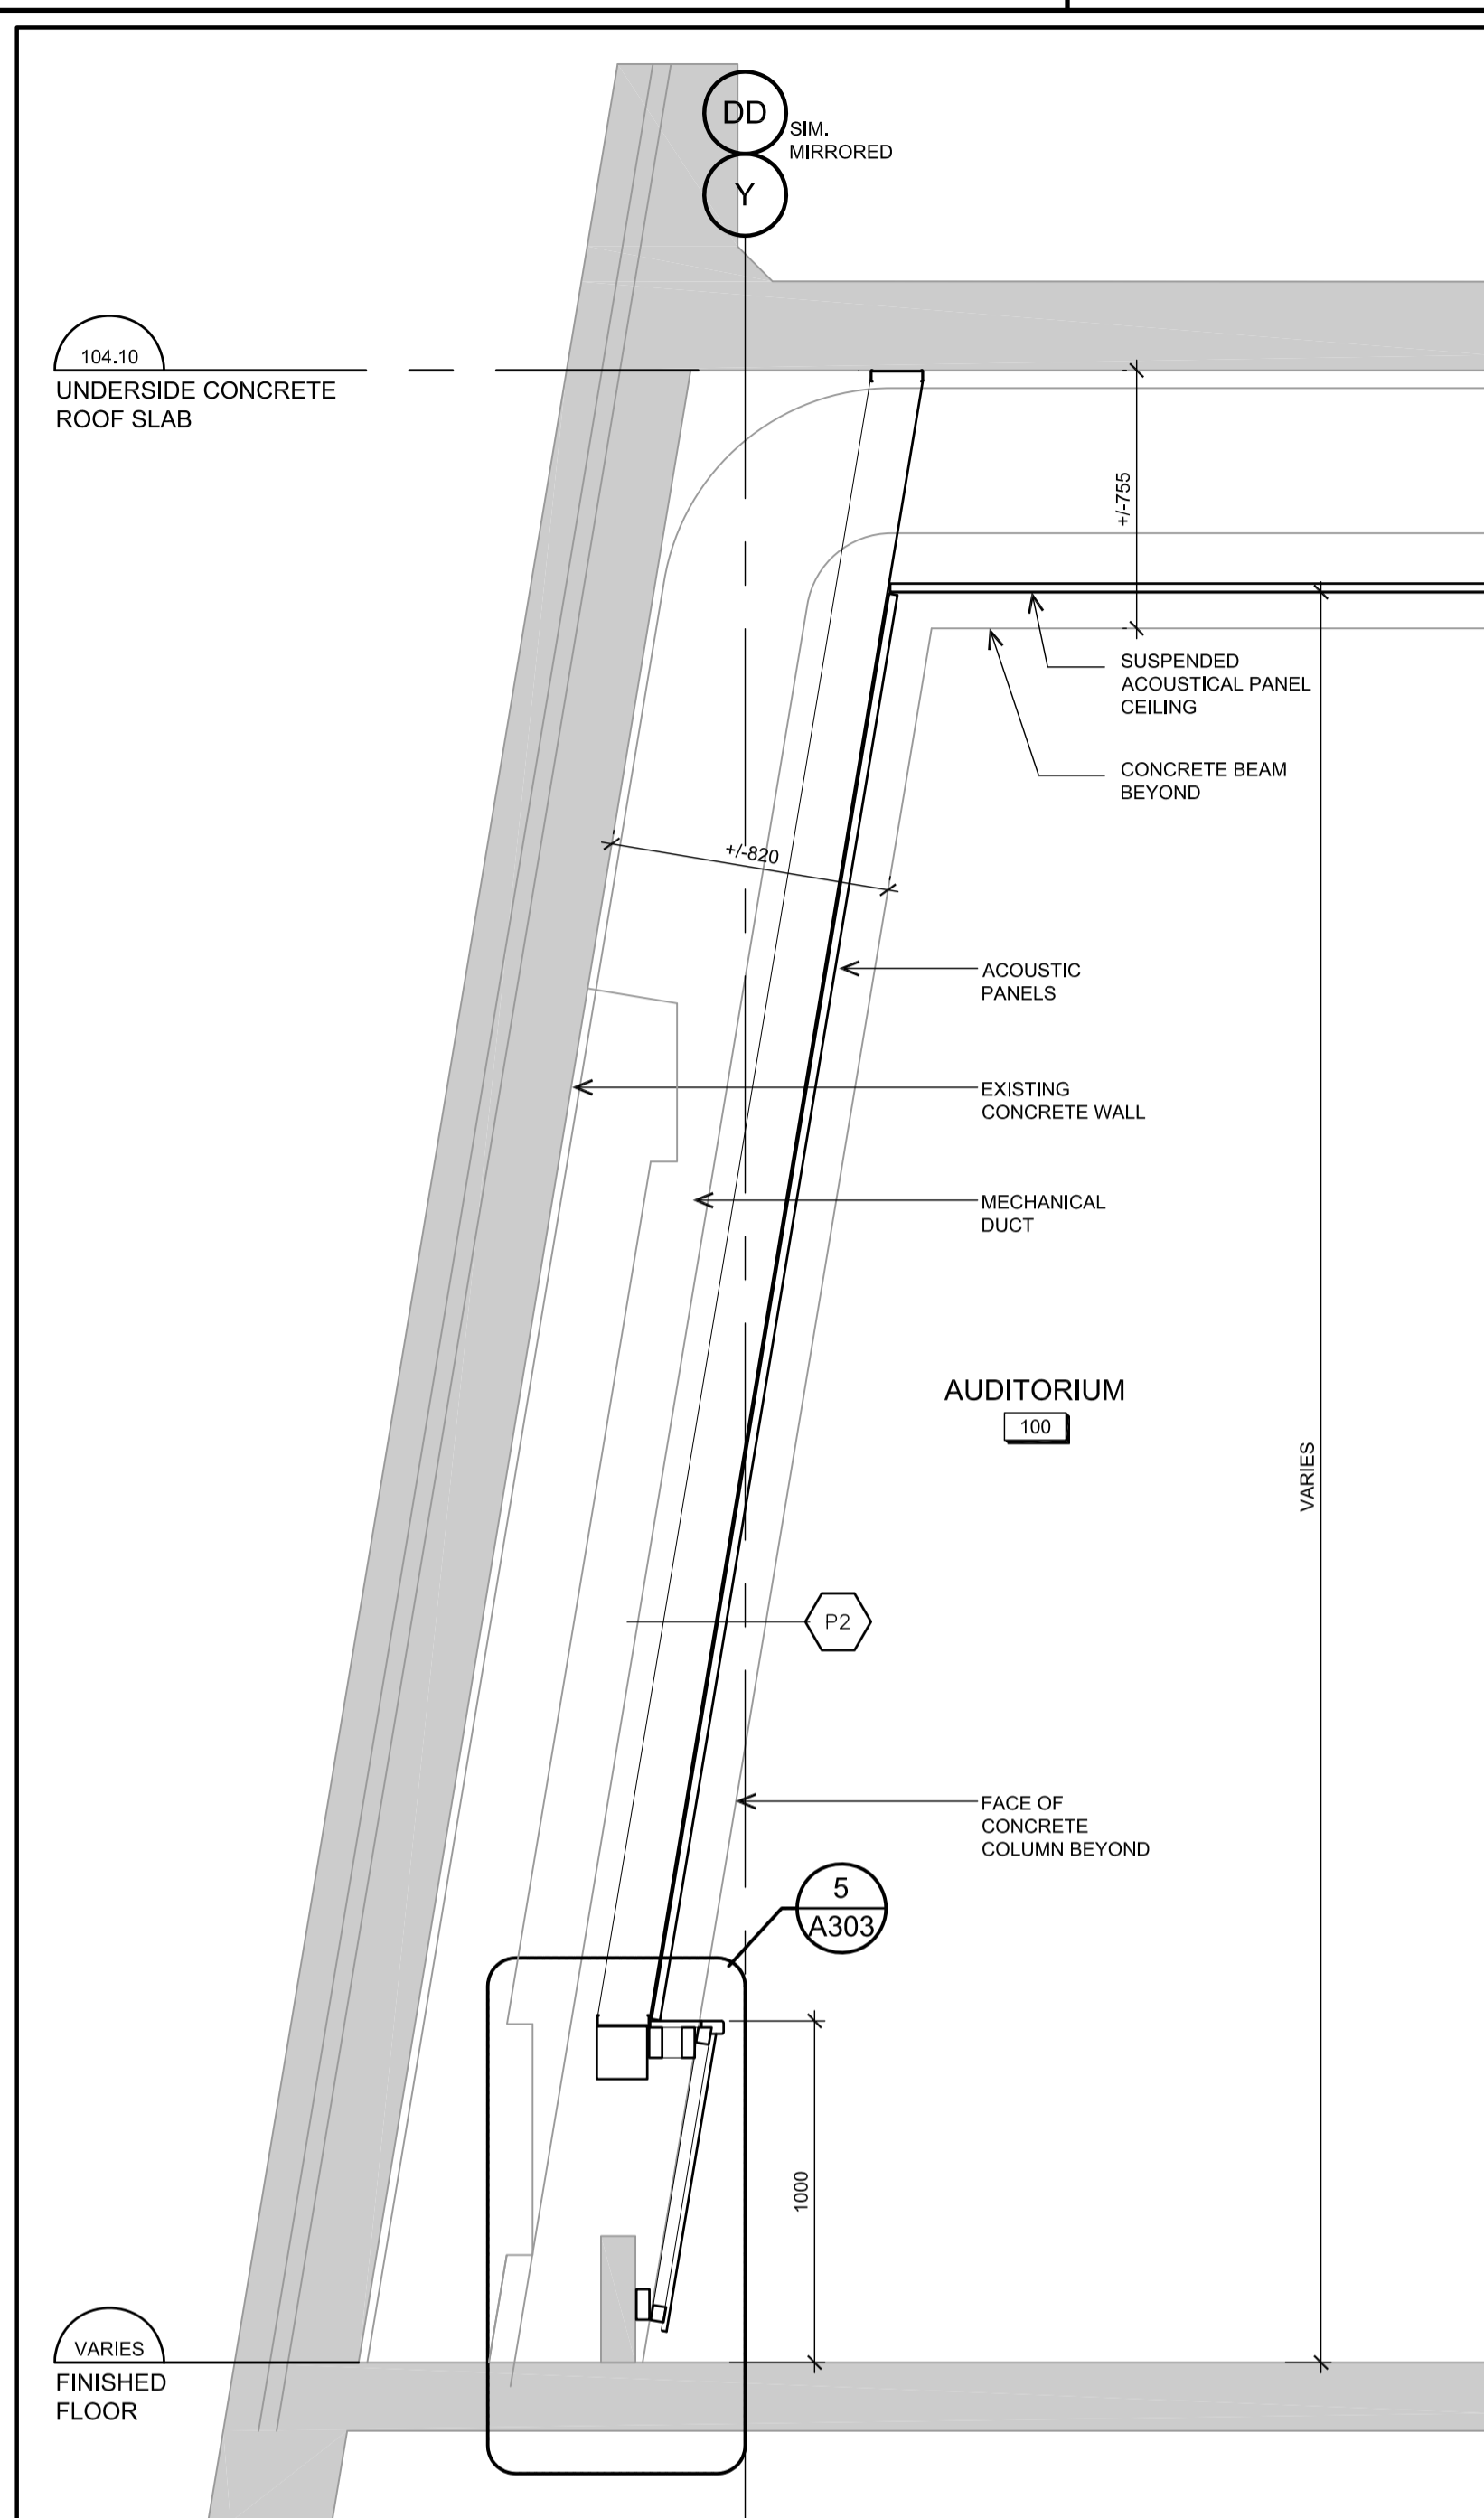 DD
SIM.
MIRRORED
Y
104.10
UNDERSIDE CONCRETE
ROOF SLAB
+/-755
SUSPENDED
ACOUSTICAL PANEL
CEILING
CONCRETE BEAM
BEYOND
+/-820
ACOUSTIC
PANELS
EXISTING
CONCRETE WALL
MECHANICAL
DUCT
AUDITORIUM
100
VARIES
P2
FACE OF
CONCRETE
COLUMN BEYOND
5
A303
1000
VARIES
FINISHED
FLOOR